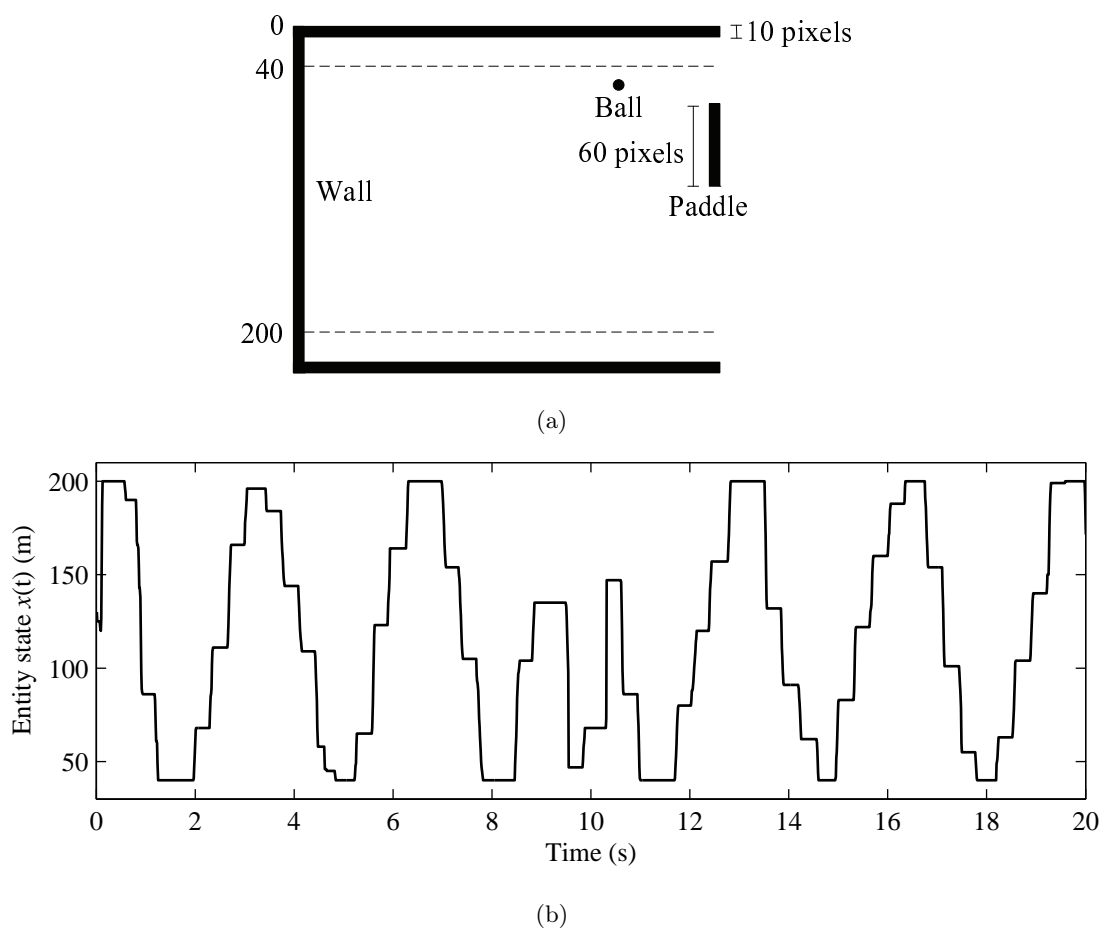 0
10 pixels
40
Ball
60 pixels
Wall
Paddle
200
(a)
Entity state x(t) (m)
200
150
100
50
0 2 4 6 8 10 12 14 16 18 20
Time (s)
(b)